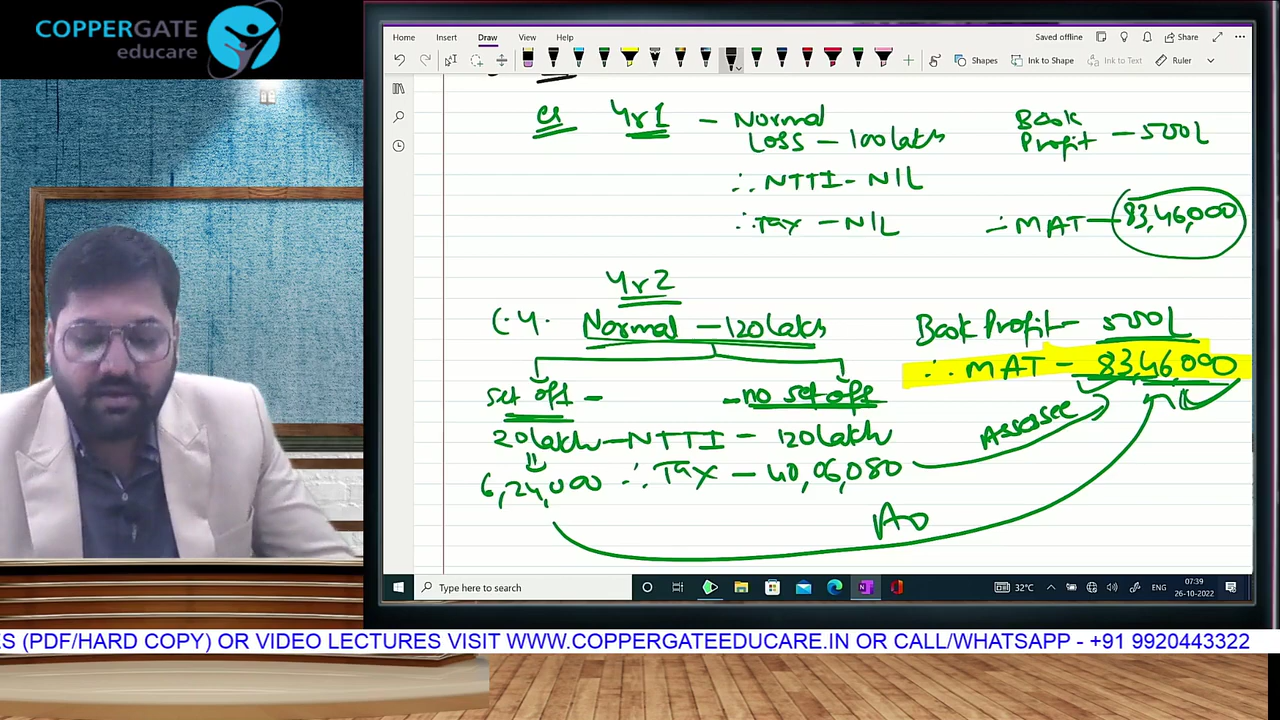 COPPERGATE
educare
Home Insert Draw View Help
Saved offline Share
Shapes Ink to Shape Ink to Text Ruler
eg Yr1 - Normal Loss - 100 lakh
Book Profit - 500L
∴ NTTI - NIL
∴ Tax - NIL
∴ MAT - 83,46,000
Yr2
C.Y. Normal - 120 lakhs
Book Profit - 500L
∴ MAT - 83,46,000
set off - - no set off
20 lakh - NTTI - 120 lakh
Assessee
6,24,000 ∴ Tax - 40,06,080
AO
Type here to search
32°C ENG 07:39
26-10-2022
ES (PDF/HARD COPY) OR VIDEO LECTURES VISIT WWW.COPPERGATEEDUCARE.IN OR CALL/WHATSAPP - +91 9920443322